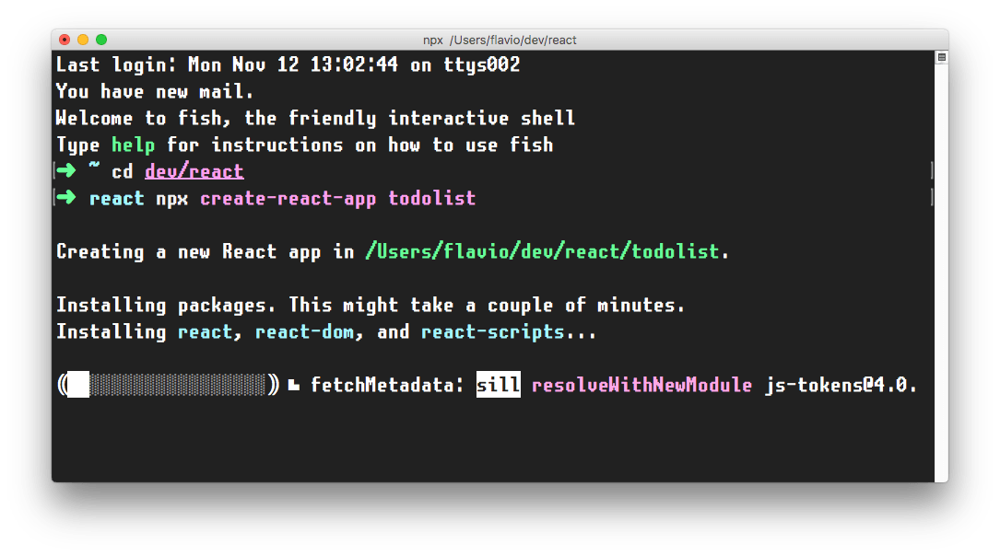 npx /Users/flavio/dev/react
Last login: Mon Nov 12 13:02:44 on ttys002
You have new mail.
Welcome to fish, the friendly interactive shell
Type help for instructions on how to use fish
[➜ ~ cd dev/react ]
[➜ react npx create-react-app todolist ]
Creating a new React app in /Users/flavio/dev/react/todolist.
Installing packages. This might take a couple of minutes.
Installing react, react-dom, and react-scripts...
⸨██░░░░░░░░░░░░░░░░⸩ ⠧ fetchMetadata: sill resolveWithNewModule js-tokens@4.0.